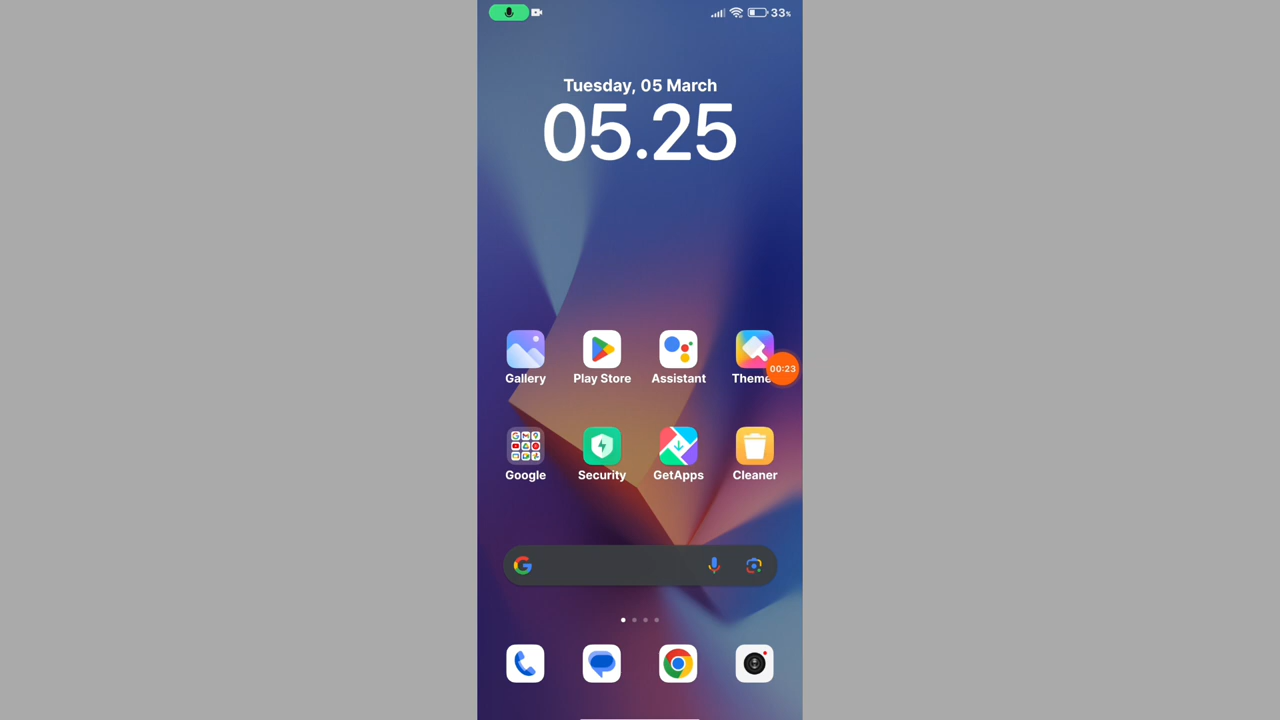 33%
Tuesday, 05 March
05.25
Gallery
Play Store
Assistant
Theme
00:23
Google
Security
GetApps
Cleaner